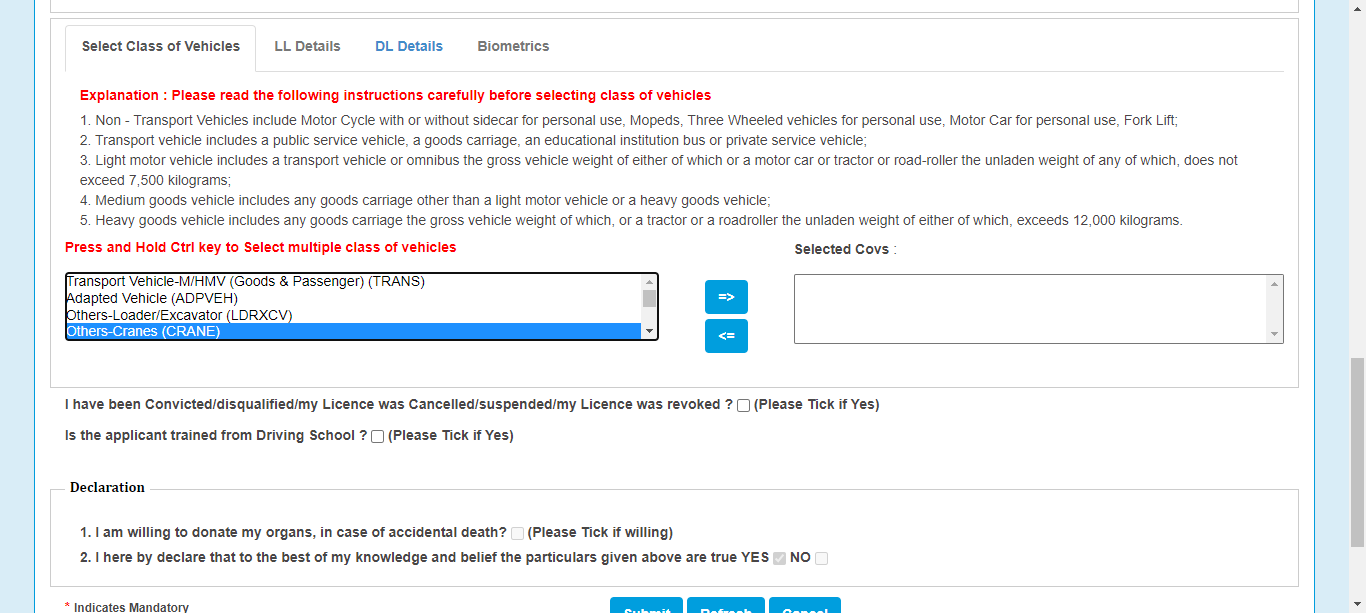 Select Class of Vehicles LL Details DL Details Biometrics
Explanation : Please read the following instructions carefully before selecting class of vehicles
1. Non - Transport Vehicles include Motor Cycle with or without sidecar for personal use, Mopeds, Three Wheeled vehicles for personal use, Motor Car for personal use, Fork Lift;
2. Transport vehicle includes a public service vehicle, a goods carriage, an educational institution bus or private service vehicle;
3. Light motor vehicle includes a transport vehicle or omnibus the gross vehicle weight of either of which or a motor car or tractor or road-roller the unladen weight of any of which, does not
exceed 7,500 kilograms;
4. Medium goods vehicle includes any goods carriage other than a light motor vehicle or a heavy goods vehicle;
5. Heavy goods vehicle includes any goods carriage the gross vehicle weight of which, or a tractor or a roadroller the unladen weight of either of which, exceeds 12,000 kilograms.
Press and Hold Ctrl key to Select multiple class of vehicles
Selected Covs :
Transport Vehicle-M/HMV (Goods & Passenger) (TRANS)
Adapted Vehicle (ADPVEH)
Others-Loader/Excavator (LDRXCV)
Others-Cranes (CRANE)
=>
<=
I have been Convicted/disqualified/my Licence was Cancelled/suspended/my Licence was revoked ? (Please Tick if Yes)
Is the applicant trained from Driving School ? (Please Tick if Yes)
Declaration
1. I am willing to donate my organs, in case of accidental death? (Please Tick if willing)
2. I here by declare that to the best of my knowledge and belief the particulars given above are true YES NO
* Indicates Mandatory
Submit Refresh Cancel